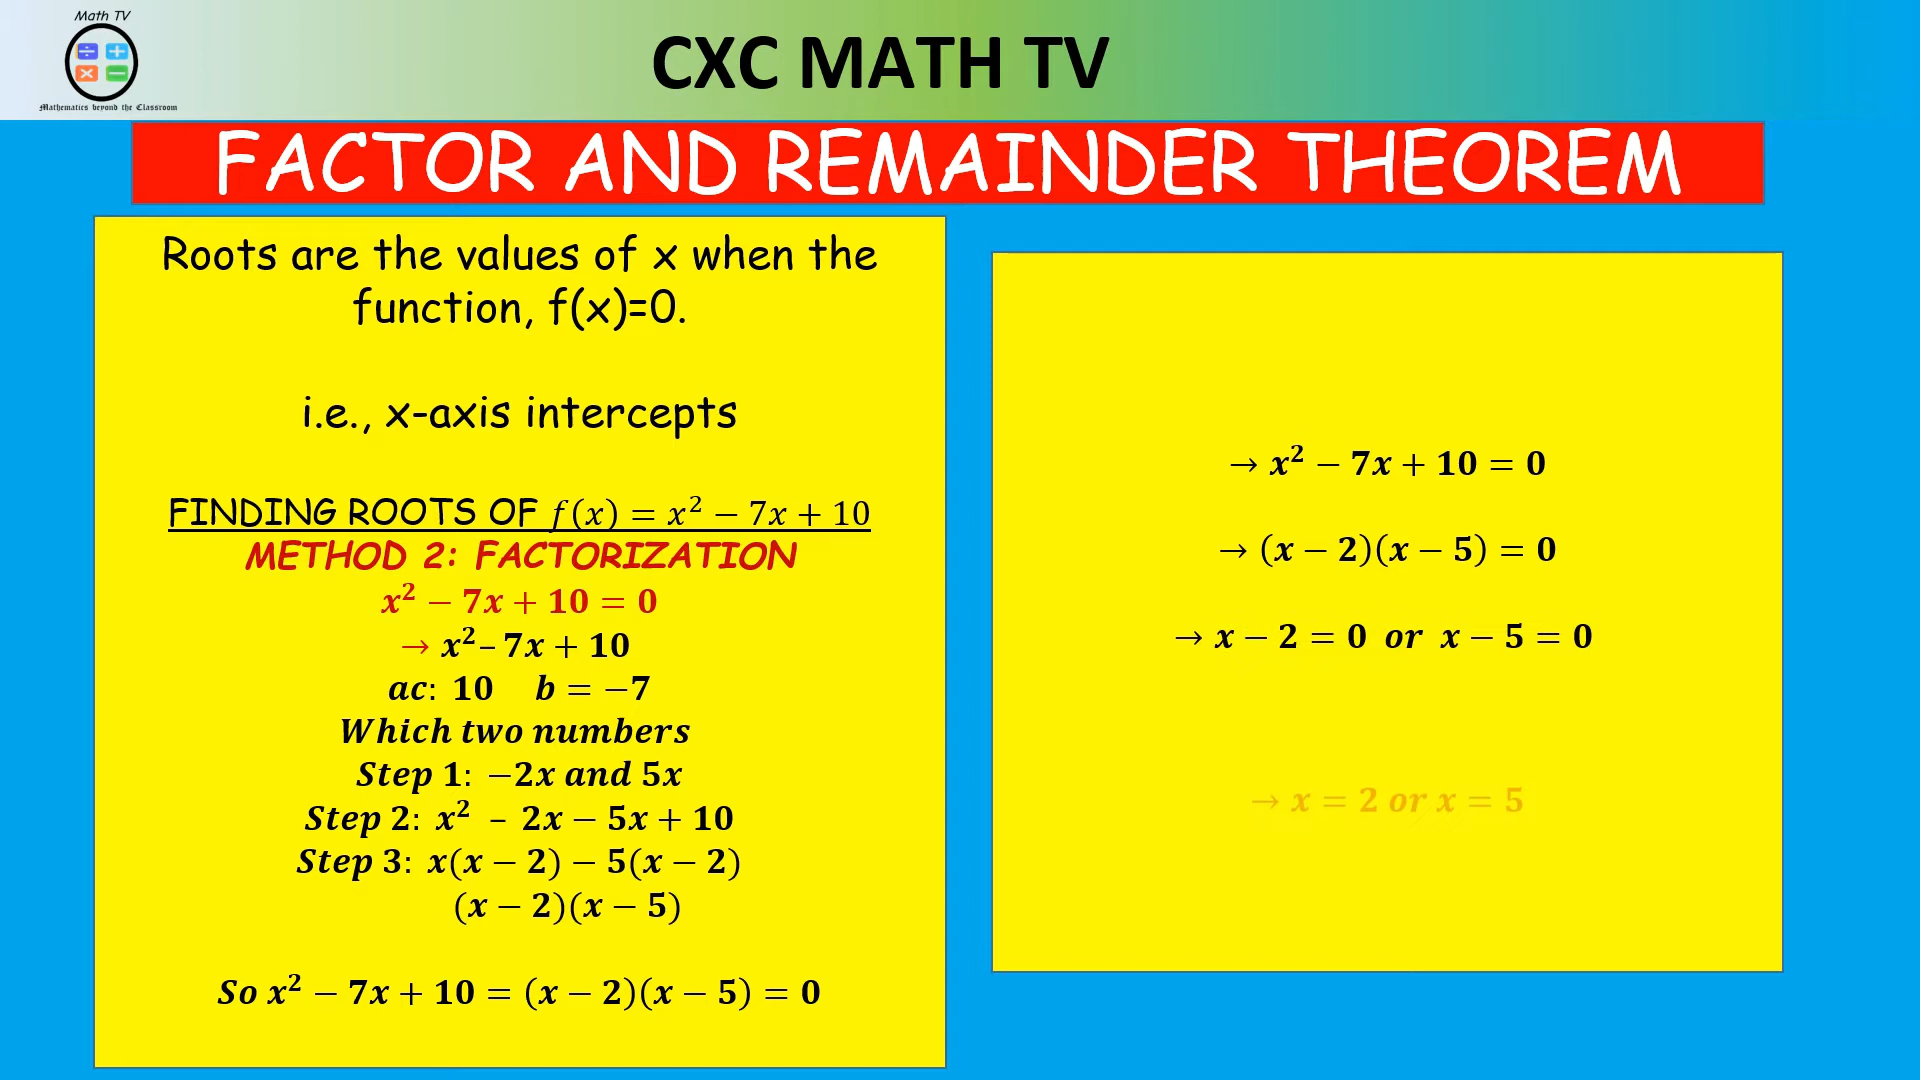 Math TV
Mathematics beyond the Classroom
CXC MATH TV
FACTOR AND REMAINDER THEOREM
Roots are the values of x when the
function, f(x)=0.
i.e., x-axis intercepts
FINDING ROOTS OF f(x) = x² − 7x + 10
METHOD 2: FACTORIZATION
x² − 7x + 10 = 0
→ x² – 7x + 10
ac: 10 b = −7
Which two numbers
Step 1: −2x and 5x
Step 2: x² – 2x − 5x + 10
Step 3: x(x − 2) − 5(x − 2)
(x − 2)(x − 5)
So x² − 7x + 10 = (x − 2)(x − 5) = 0
→ x² − 7x + 10 = 0
→ (x − 2)(x − 5) = 0
→ x − 2 = 0 or x − 5 = 0
→ x = 2 or x = 5